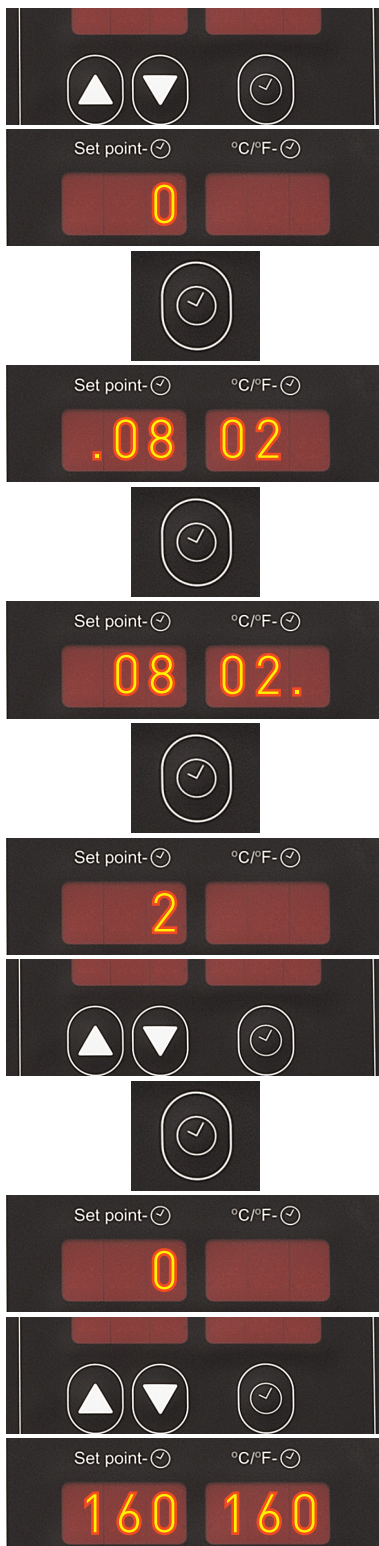 Set point- °C/°F-
0
Set point- °C/°F-
.08 02
Set point- °C/°F-
08 02.
Set point- °C/°F-
2
Set point- °C/°F-
0
Set point- °C/°F-
160 160